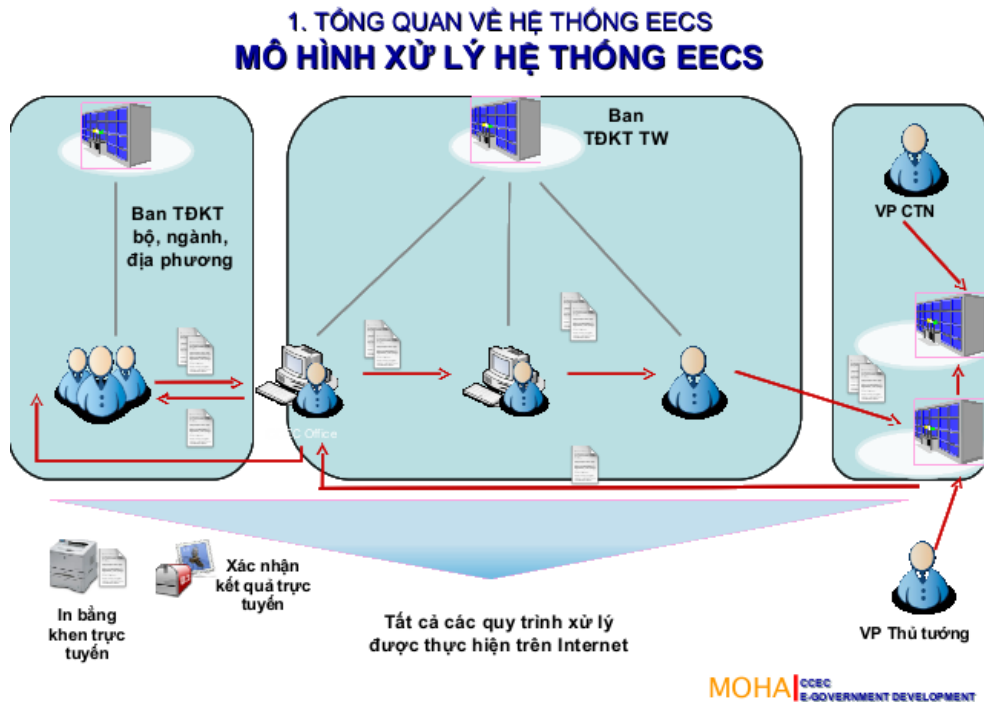 1. TỔNG QUAN VỀ HỆ THỐNG EECS
MÔ HÌNH XỬ LÝ HỆ THỐNG EECS
Ban
TĐKT TW
VP CTN
Ban TĐKT
bộ, ngành,
địa phương
C Office
Xác nhận
kết quả trực
tuyến
In bằng
khen trực
tuyến
Tất cả các quy trình xử lý
được thực hiện trên Internet
VP Thủ tướng
MOHA
CCEC
E-GOVERNMENT DEVELOPMENT